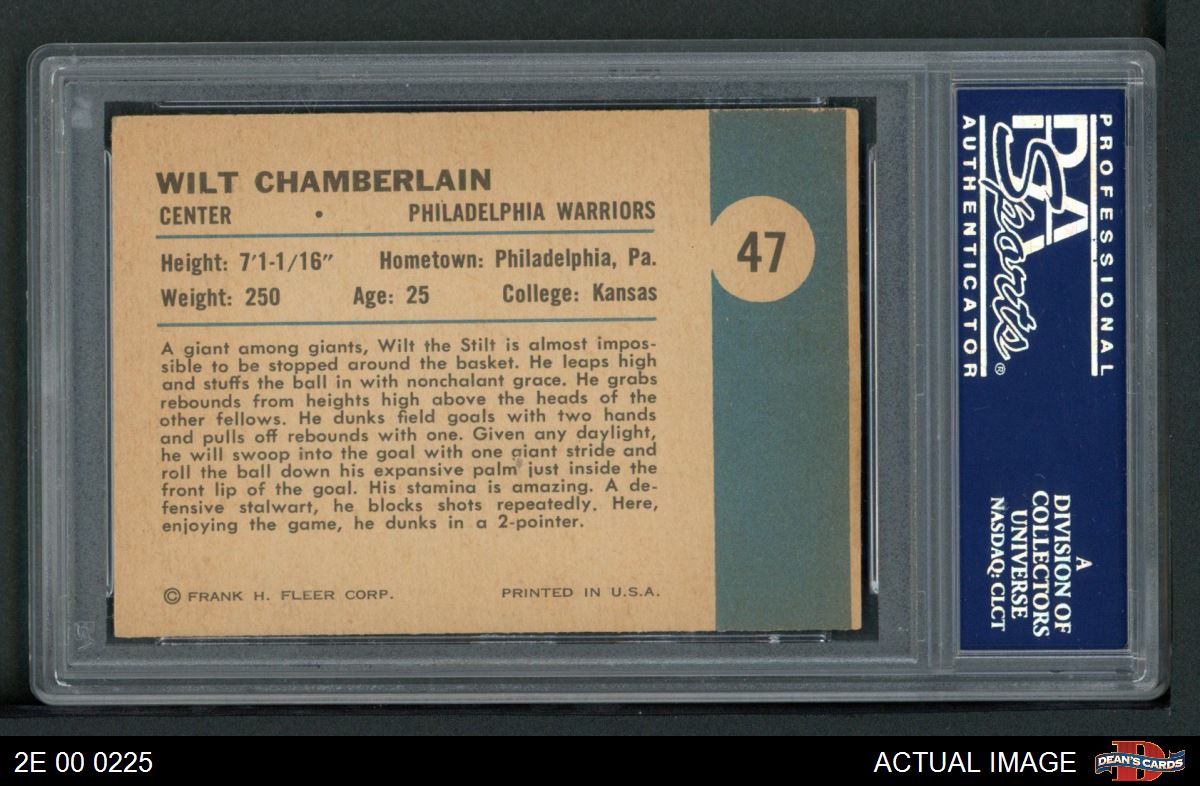 WILT CHAMBERLAIN
CENTER • PHILADELPHIA WARRIORS
Height: 7'1-1/16" Hometown: Philadelphia, Pa.
Weight: 250 Age: 25 College: Kansas
47
A giant among giants, Wilt the Stilt is almost impos-
sible to be stopped around the basket. He leaps high
and stuffs the ball in with nonchalant grace. He grabs
rebounds from heights high above the heads of the
other fellows. He dunks field goals with two hands
and pulls off rebounds with one. Given any daylight,
he will swoop into the goal with one giant stride and
roll the ball down his expansive palm just inside the
front lip of the goal. His stamina is amazing. A de-
fensive stalwart, he blocks shots repeatedly. Here,
enjoying the game, he dunks in a 2-pointer.
© FRANK H. FLEER CORP. PRINTED IN U.S.A.
PROFESSIONAL
PSA
Sports®
AUTHENTICATOR
A
DIVISION OF
COLLECTORS
UNIVERSE
NASDAQ: CLCT
2E 00 0225
ACTUAL IMAGE
D
DEAN'S CARDS